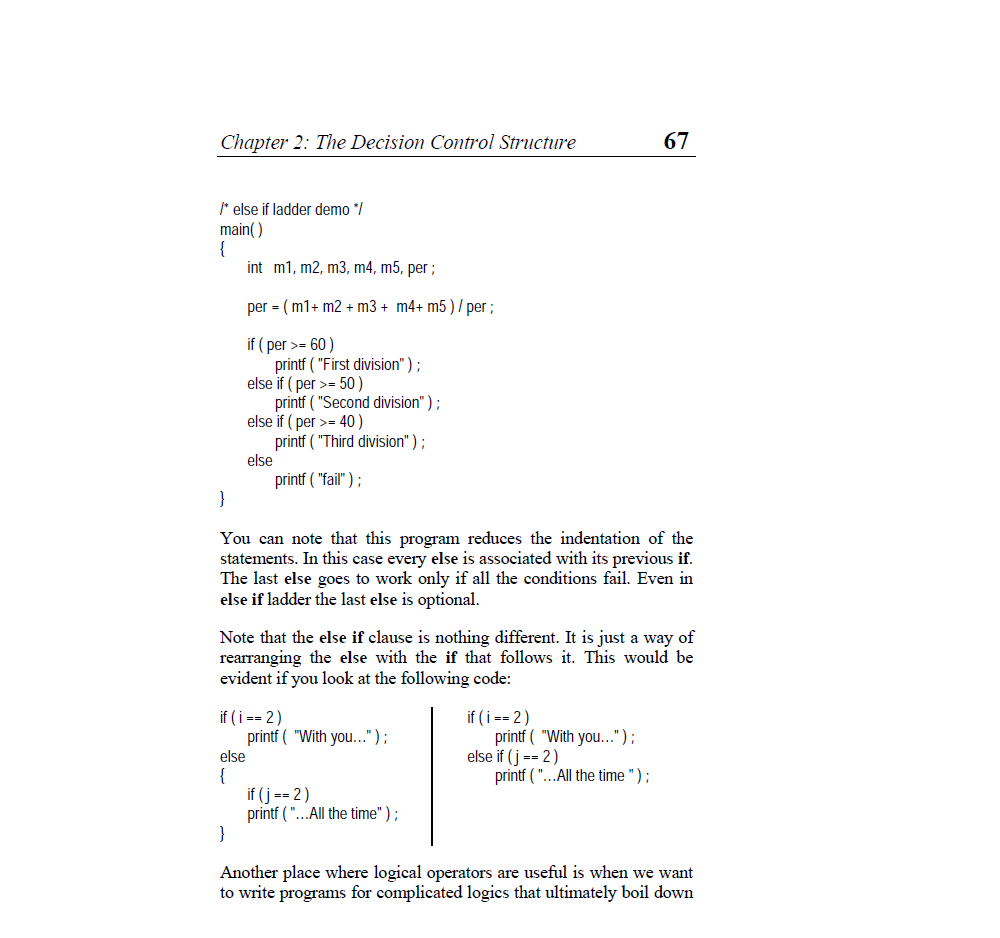 Chapter 2: The Decision Control Structure 67
/* else if ladder demo */
main( )
{
int m1, m2, m3, m4, m5, per ;
per = ( m1+ m2 + m3 + m4+ m5 ) / per ;
if ( per >= 60 )
printf ( "First division" ) ;
else if ( per >= 50 )
printf ( "Second division" ) ;
else if ( per >= 40 )
printf ( "Third division" ) ;
else
printf ( "fail" ) ;
}
You can note that this program reduces the indentation of the
statements. In this case every else is associated with its previous if.
The last else goes to work only if all the conditions fail. Even in
else if ladder the last else is optional.
Note that the else if clause is nothing different. It is just a way of
rearranging the else with the if that follows it. This would be
evident if you look at the following code:
if ( i == 2 )
printf ( "With you…" ) ;
else
{
if ( j == 2 )
printf ( "…All the time" ) ;
}
if ( i == 2 )
printf ( "With you…" ) ;
else if ( j == 2 )
printf ( "…All the time " ) ;
Another place where logical operators are useful is when we want
to write programs for complicated logics that ultimately boil down